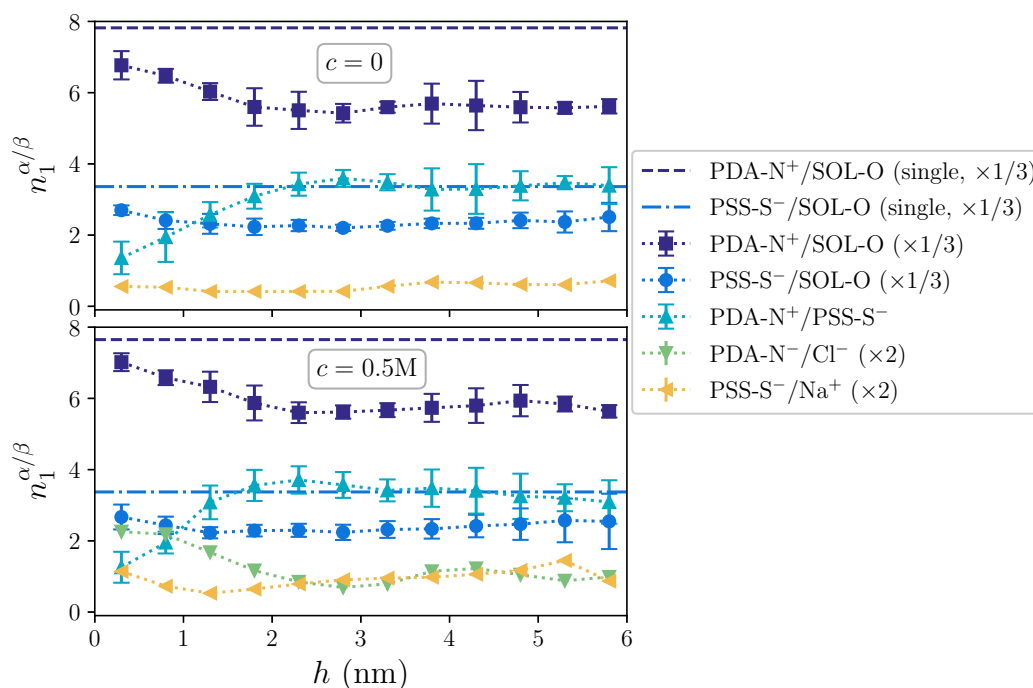 8
6
4
2
0
n₁^{α/β}
c = 0
8
6
4
2
0
n₁^{α/β}
c = 0.5M
0 1 2 3 4 5 6
h (nm)
PDA-N⁺/SOL-O (single, ×1/3)
PSS-S⁻/SOL-O (single, ×1/3)
PDA-N⁺/SOL-O (×1/3)
PSS-S⁻/SOL-O (×1/3)
PDA-N⁺/PSS-S⁻
PDA-N⁻/Cl⁻ (×2)
PSS-S⁻/Na⁺ (×2)